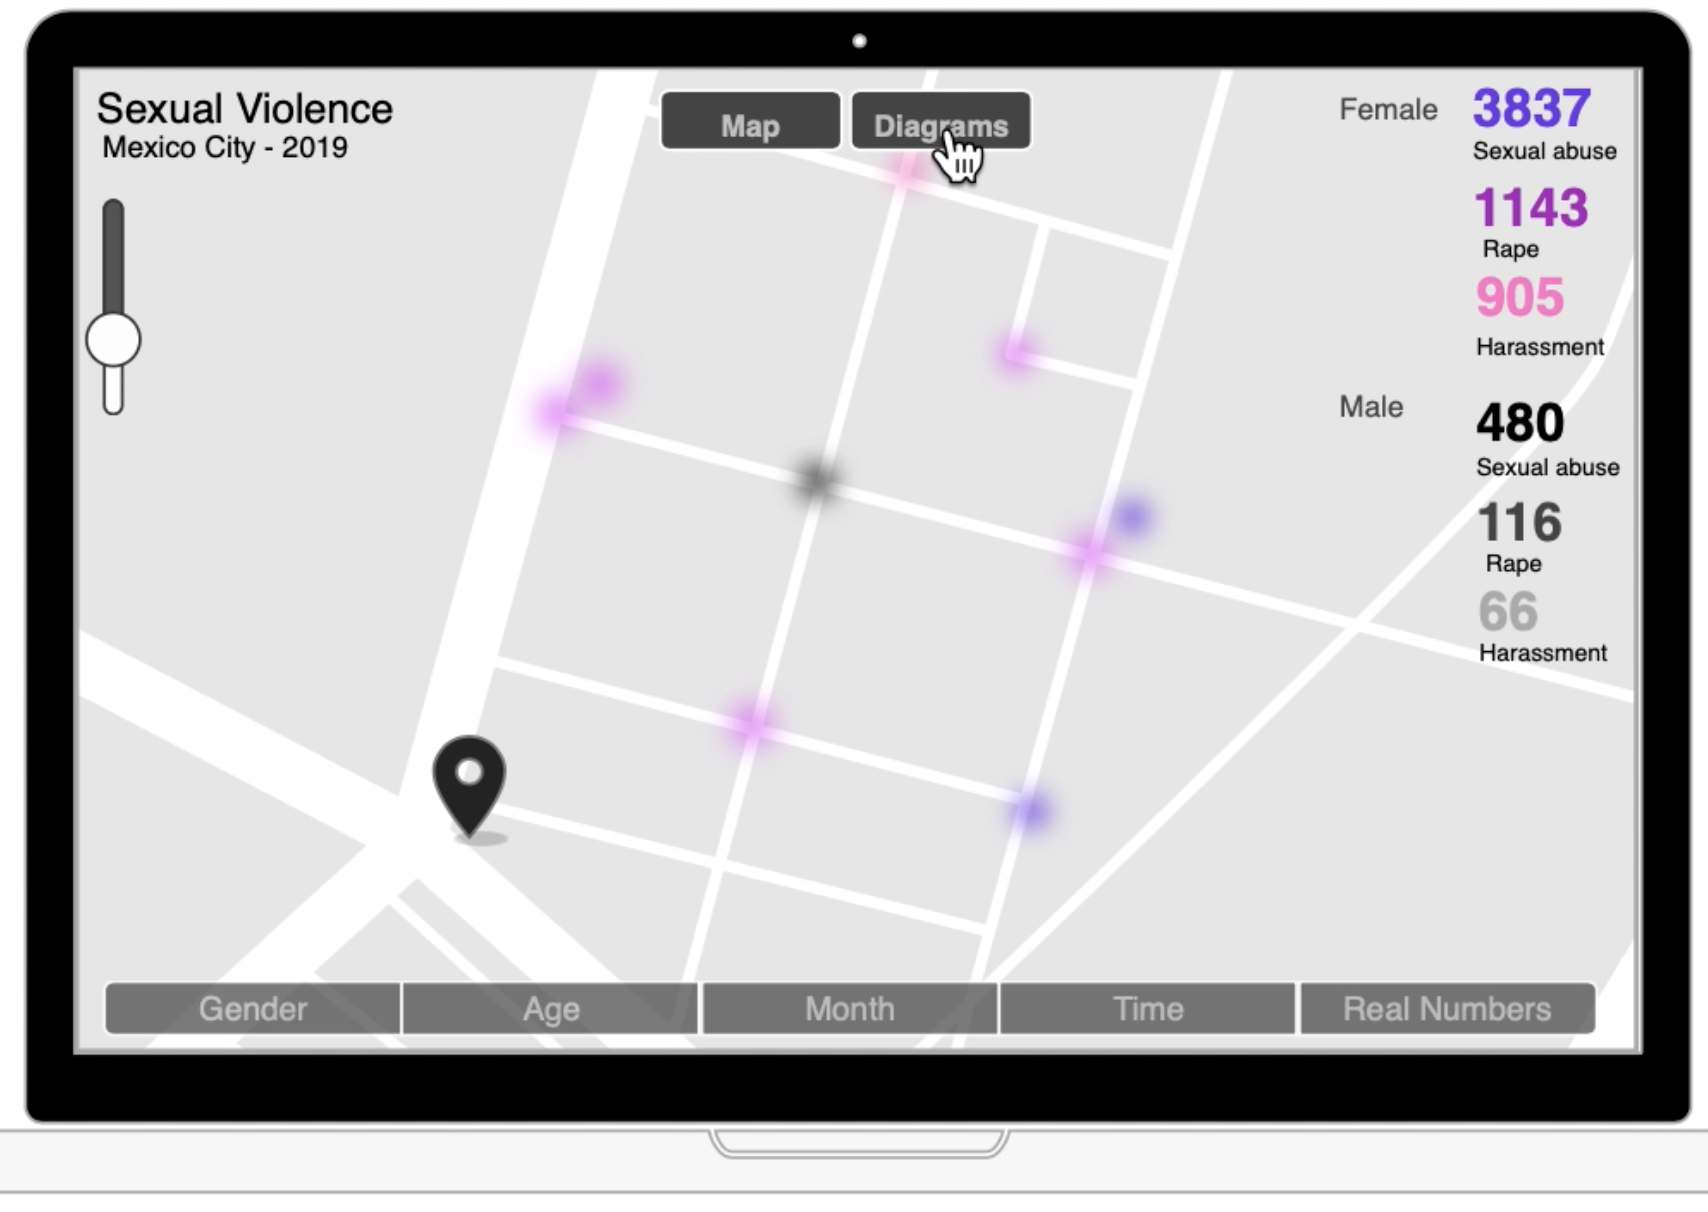 Sexual Violence
Mexico City - 2019
Map
Diagrams
Female
3837
Sexual abuse
1143
Rape
905
Harassment
Male
480
Sexual abuse
116
Rape
66
Harassment
Gender
Age
Month
Time
Real Numbers